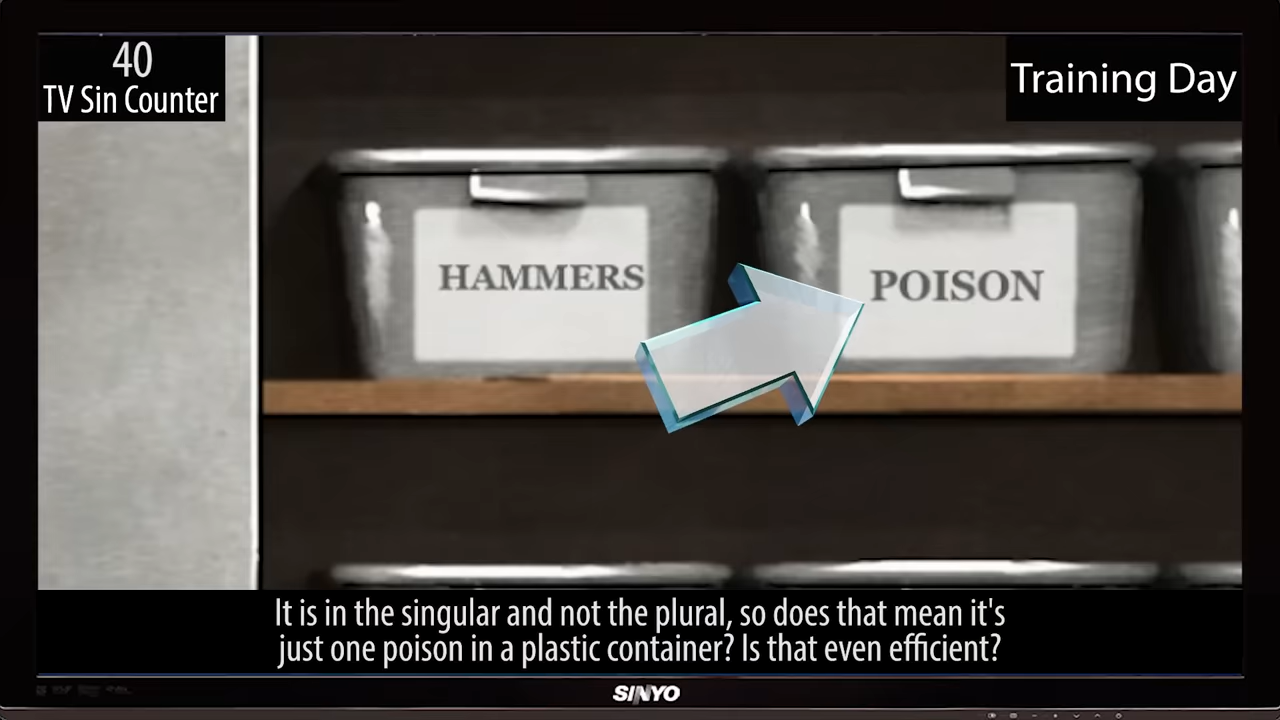 40
TV Sin Counter
Training Day
HAMMERS
POISON
It is in the singular and not the plural, so does that mean it's
just one poison in a plastic container? Is that even efficient?
SINYO